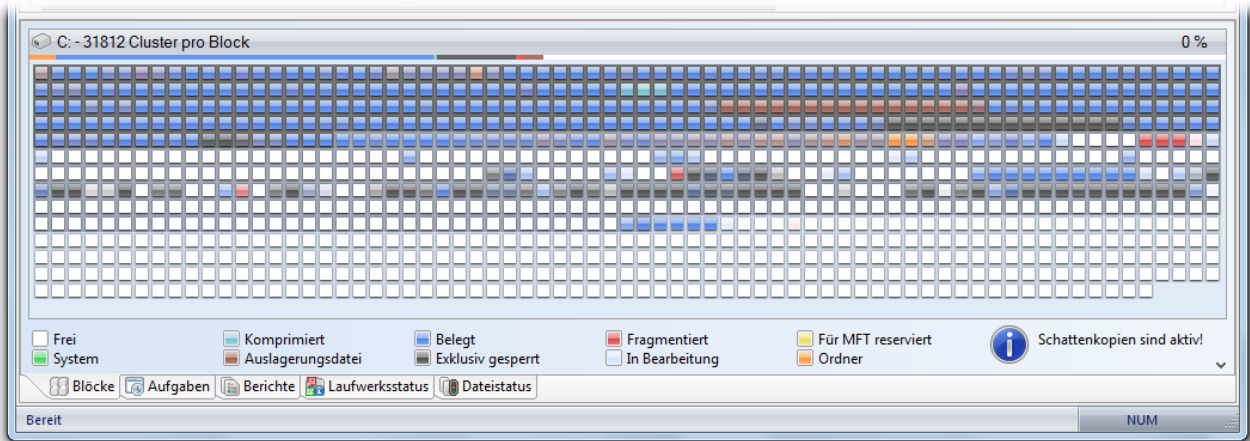 C: - 31812 Cluster pro Block 0 %
Frei Komprimiert Belegt Fragmentiert Für MFT reserviert Schattenkopien sind aktiv!
System Auslagerungsdatei Exklusiv gesperrt In Bearbeitung Ordner
Blöcke Aufgaben Berichte Laufwerksstatus Dateistatus
Bereit NUM